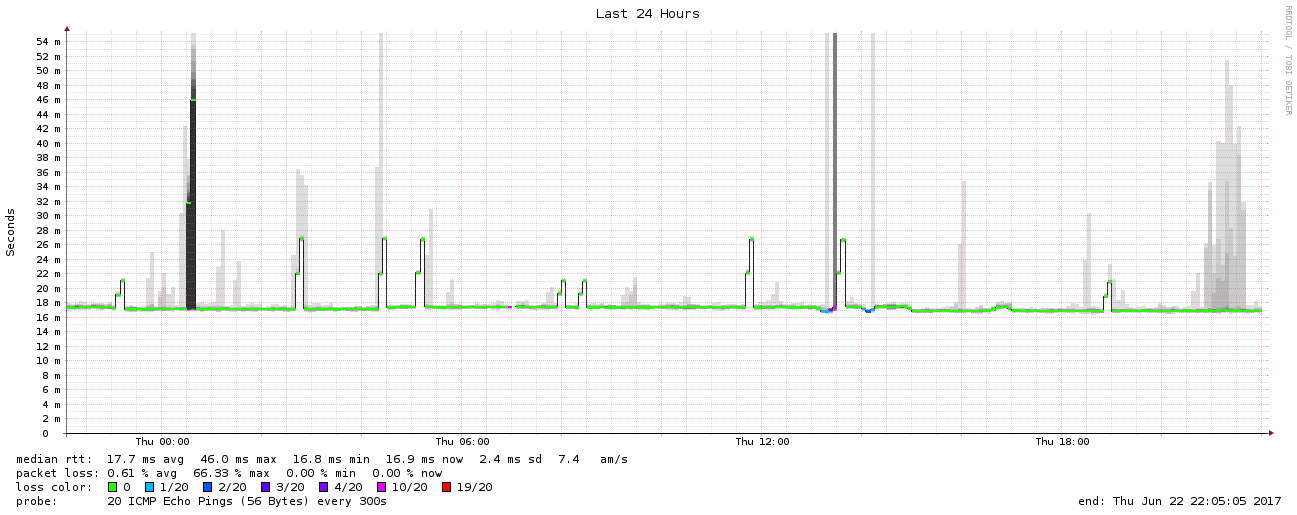 Last 24 Hours
RRDTOOL / TOBI OETIKER
Seconds
54 m
52 m
50 m
48 m
46 m
44 m
42 m
40 m
38 m
36 m
34 m
32 m
30 m
28 m
26 m
24 m
22 m
20 m
18 m
16 m
14 m
12 m
10 m
8 m
6 m
4 m
2 m
0
Thu 00:00 Thu 06:00 Thu 12:00 Thu 18:00
median rtt: 17.7 ms avg 46.0 ms max 16.8 ms min 16.9 ms now 2.4 ms sd 7.4 am/s
packet loss: 0.61 % avg 66.33 % max 0.00 % min 0.00 % now
loss color: 0 1/20 2/20 3/20 4/20 10/20 19/20
probe: 20 ICMP Echo Pings (56 Bytes) every 300s end: Thu Jun 22 22:05:05 2017